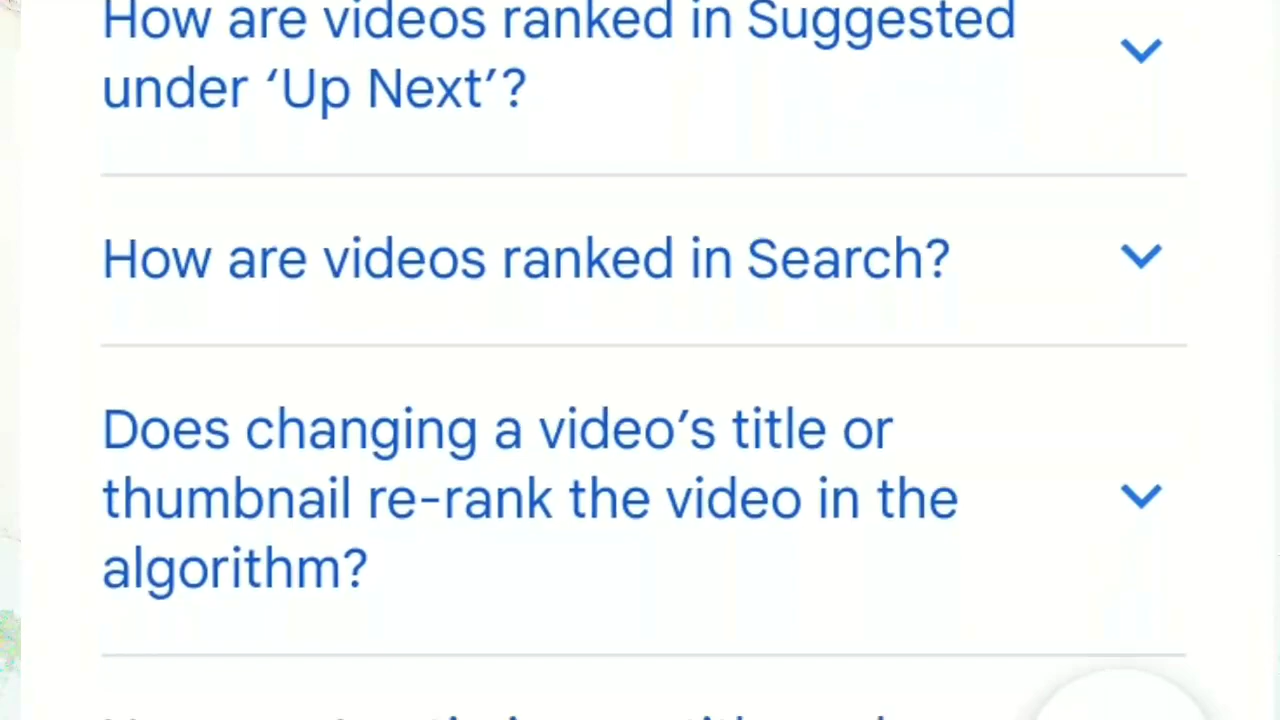 How are videos ranked in Suggested
under ‘Up Next’?
How are videos ranked in Search?
Does changing a video’s title or
thumbnail re-rank the video in the
algorithm?